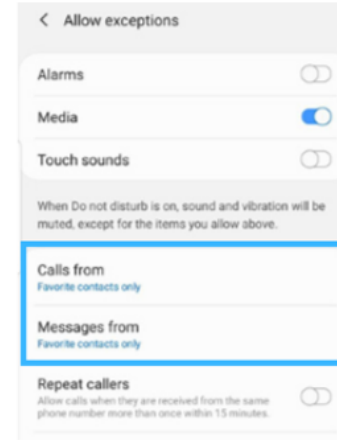 Allow exceptions
Alarms
Media
Touch sounds
When Do not disturb is on, sound and vibration will be
muted, except for the items you allow above.
Calls from
Favorite contacts only
Messages from
Favorite contacts only
Repeat callers
Allow calls when they are received from the same
phone number more than once within 15 minutes.